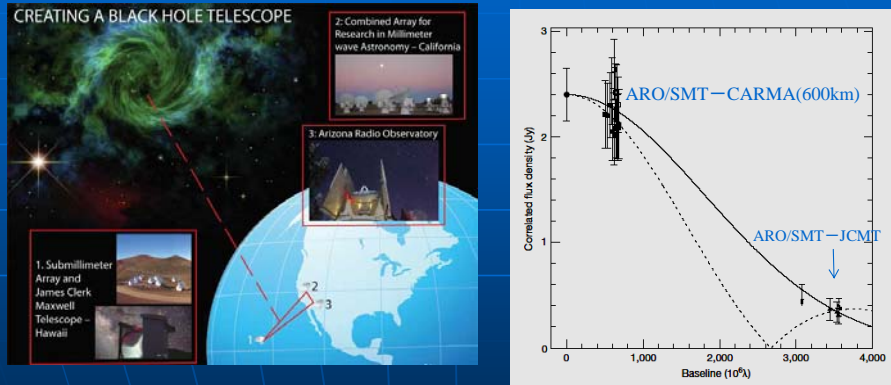 CREATING A BLACK HOLE TELESCOPE
2: Combined Array for
Research in Millimeter
wave Astronomy – California
3: Arizona Radio Observatory
1. Submillimeter
Array and
James Clerk
Maxwell
Telescope –
Hawaii
1
2
3
Correlated flux density (Jy)
3
2
1
0
ARO/SMT－CARMA(600km)
ARO/SMT－JCMT
0
1,000
2,000
3,000
4,000
Baseline (10⁶λ)